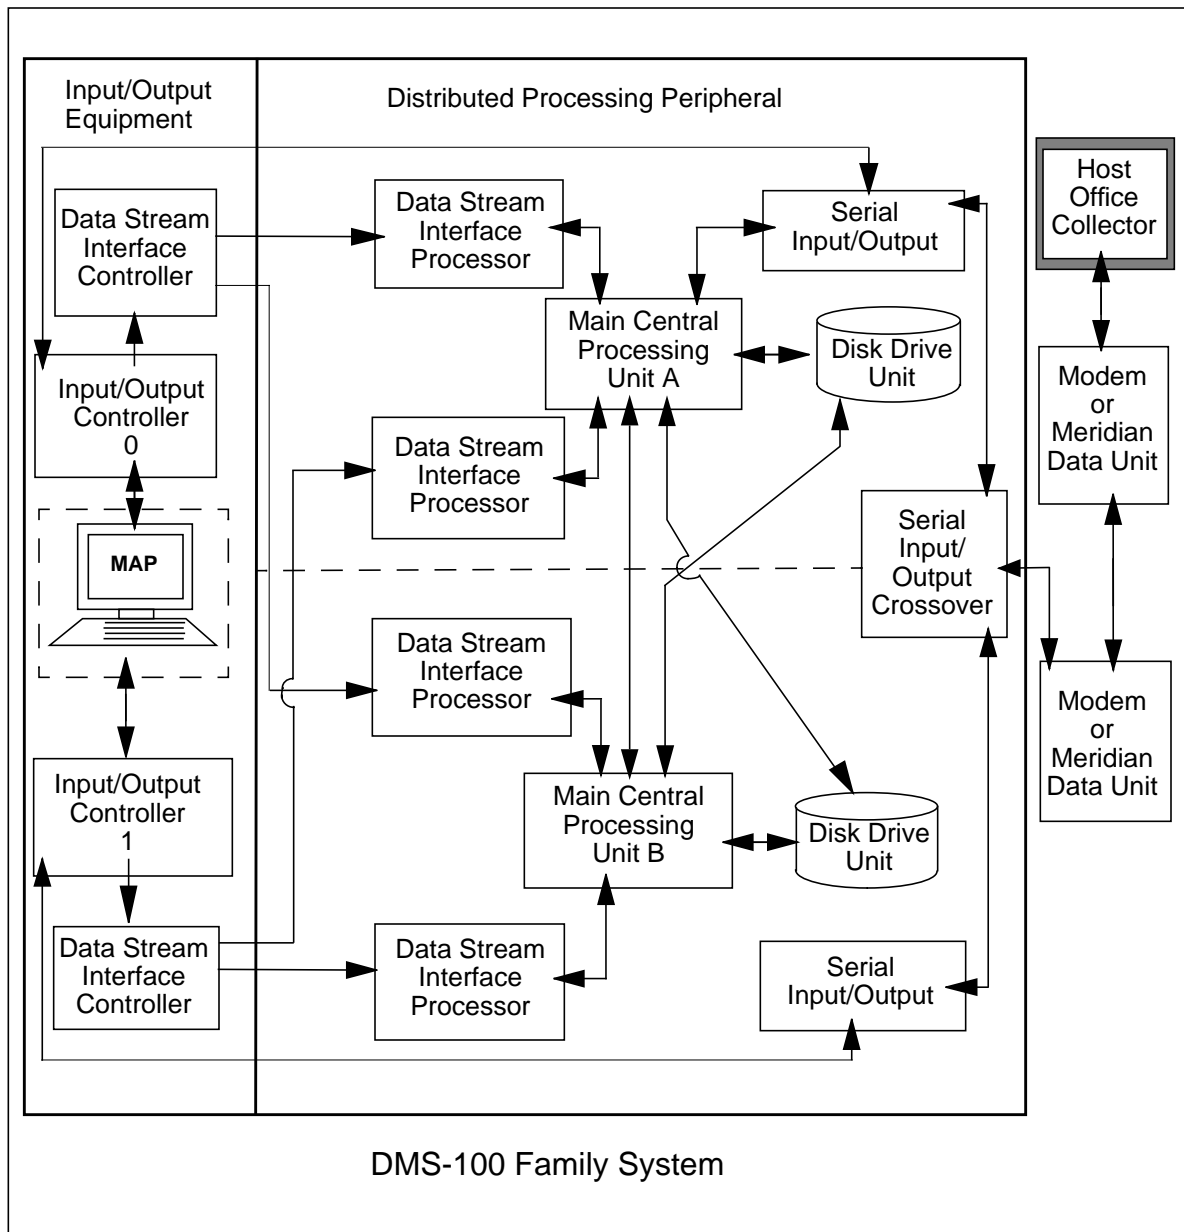 Input/Output
Equipment
Distributed Processing Peripheral
Data Stream
Interface
Controller
Data Stream
Interface
Processor
Serial
Input/Output
Host
Office
Collector
Main Central
Processing
Unit A
Disk Drive
Unit
Input/Output
Controller
0
Modem
or
Meridian
Data Unit
Data Stream
Interface
Processor
MAP
Serial
Input/
Output
Crossover
Data Stream
Interface
Processor
Modem
or
Meridian
Data Unit
Input/Output
Controller
1
Main Central
Processing
Unit B
Disk Drive
Unit
Data Stream
Interface
Controller
Data Stream
Interface
Processor
Serial
Input/Output
DMS-100 Family System